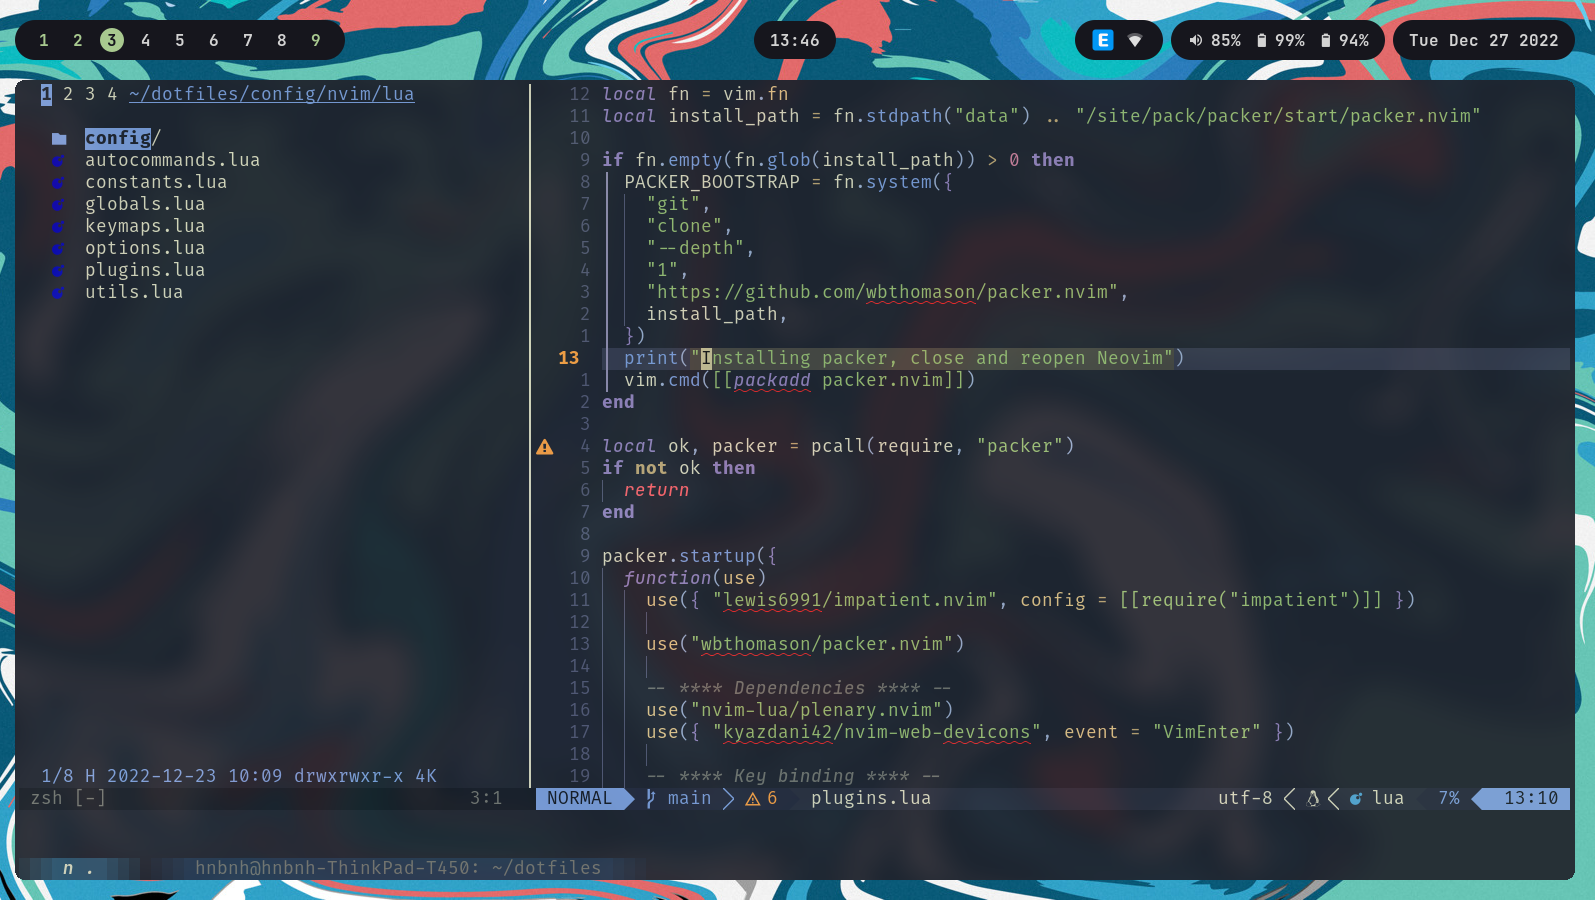 1 2 3 4 5 6 7 8 9
13:46
E 85% 99% 94% Tue Dec 27 2022
1 2 3 4 ~/dotfiles/config/nvim/lua
config/
autocommands.lua
constants.lua
globals.lua
keymaps.lua
options.lua
plugins.lua
utils.lua
1/8 H 2022-12-23 10:09 drwxrwxr-x 4K
zsh [-] 3:1
12 local fn = vim.fn
11 local install_path = fn.stdpath("data") .. "/site/pack/packer/start/packer.nvim"
10
9 if fn.empty(fn.glob(install_path)) > 0 then
8 PACKER_BOOTSTRAP = fn.system({
7 "git",
6 "clone",
5 "--depth",
4 "1",
3 "https://github.com/wbthomason/packer.nvim",
2 install_path,
1 })
13 print("Installing packer, close and reopen Neovim")
1 vim.cmd([[packadd packer.nvim]])
2 end
3
4 local ok, packer = pcall(require, "packer")
5 if not ok then
6 return
7 end
8
9 packer.startup({
10 function(use)
11 use({ "lewis6991/impatient.nvim", config = [[require("impatient")]] })
12
13 use("wbthomason/packer.nvim")
14
15 -- **** Dependencies **** --
16 use("nvim-lua/plenary.nvim")
17 use({ "kyazdani42/nvim-web-devicons", event = "VimEnter" })
18
19 -- **** Key binding **** --
NORMAL main 6 plugins.lua utf-8 lua 7% 13:10
n . hnbnh@hnbnh-ThinkPad-T450: ~/dotfiles